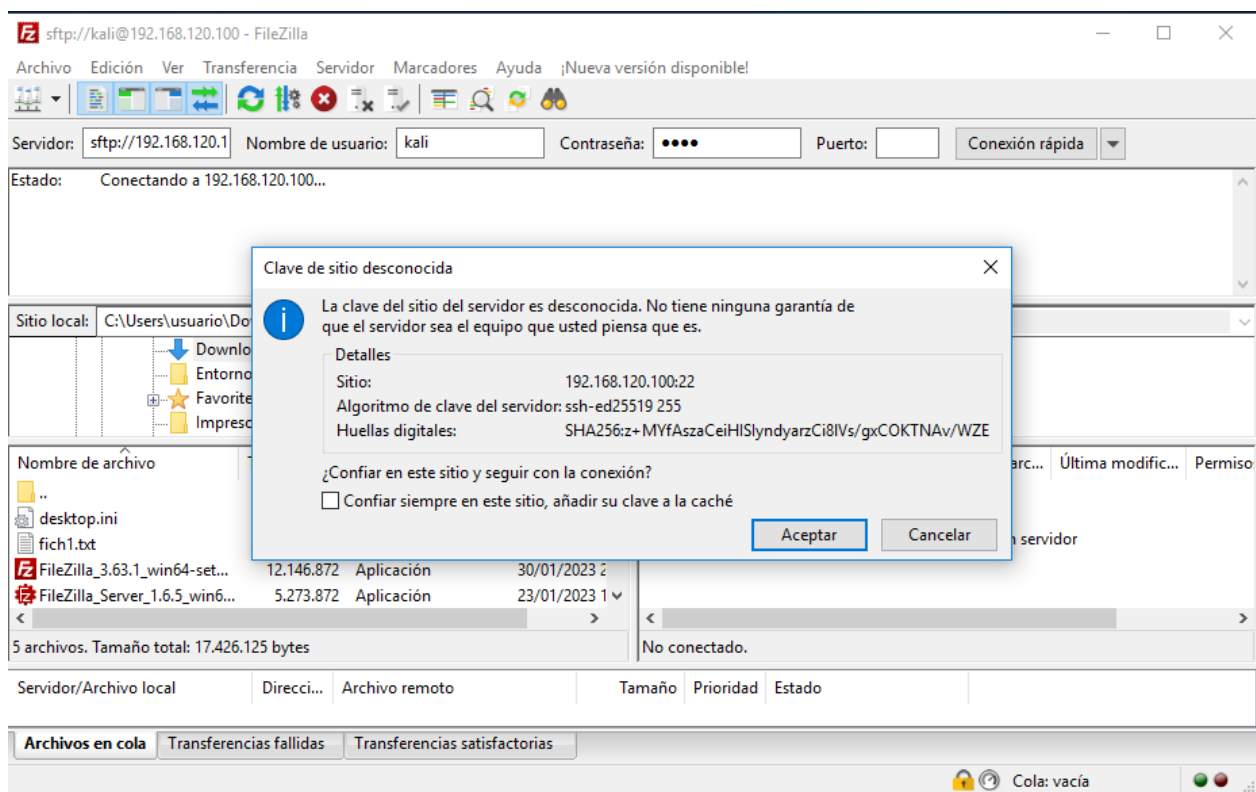 sftp://kali@192.168.120.100 - FileZilla
Archivo Edición Ver Transferencia Servidor Marcadores Ayuda ¡Nueva versión disponible!
Servidor: sftp://192.168.120.1 Nombre de usuario: kali Contraseña: •••• Puerto: Conexión rápida
Estado: Conectando a 192.168.120.100...
Clave de sitio desconocida
La clave del sitio del servidor es desconocida. No tiene ninguna garantía de
que el servidor sea el equipo que usted piensa que es.
Detalles
Sitio: 192.168.120.100:22
Algoritmo de clave del servidor: ssh-ed25519 255
Huellas digitales: SHA256:z+MYfAszaCeiHISlyndyarzCi8IVs/gxCOKTNAv/WZE
¿Confiar en este sitio y seguir con la conexión?
Confiar siempre en este sitio, añadir su clave a la caché
Aceptar Cancelar
Sitio local: C:\Users\usuario\Do
Downlo
Entorno
Favorite
Impreso
Nombre de archivo arc... Última modific... Permiso
..
desktop.ini
fich1.txt servidor
FileZilla_3.63.1_win64-set... 12.146.872 Aplicación 30/01/2023 2
FileZilla_Server_1.6.5_win6... 5.273.872 Aplicación 23/01/2023 1
5 archivos. Tamaño total: 17.426.125 bytes No conectado.
Servidor/Archivo local Direcci... Archivo remoto Tamaño Prioridad Estado
Archivos en cola Transferencias fallidas Transferencias satisfactorias
Cola: vacía